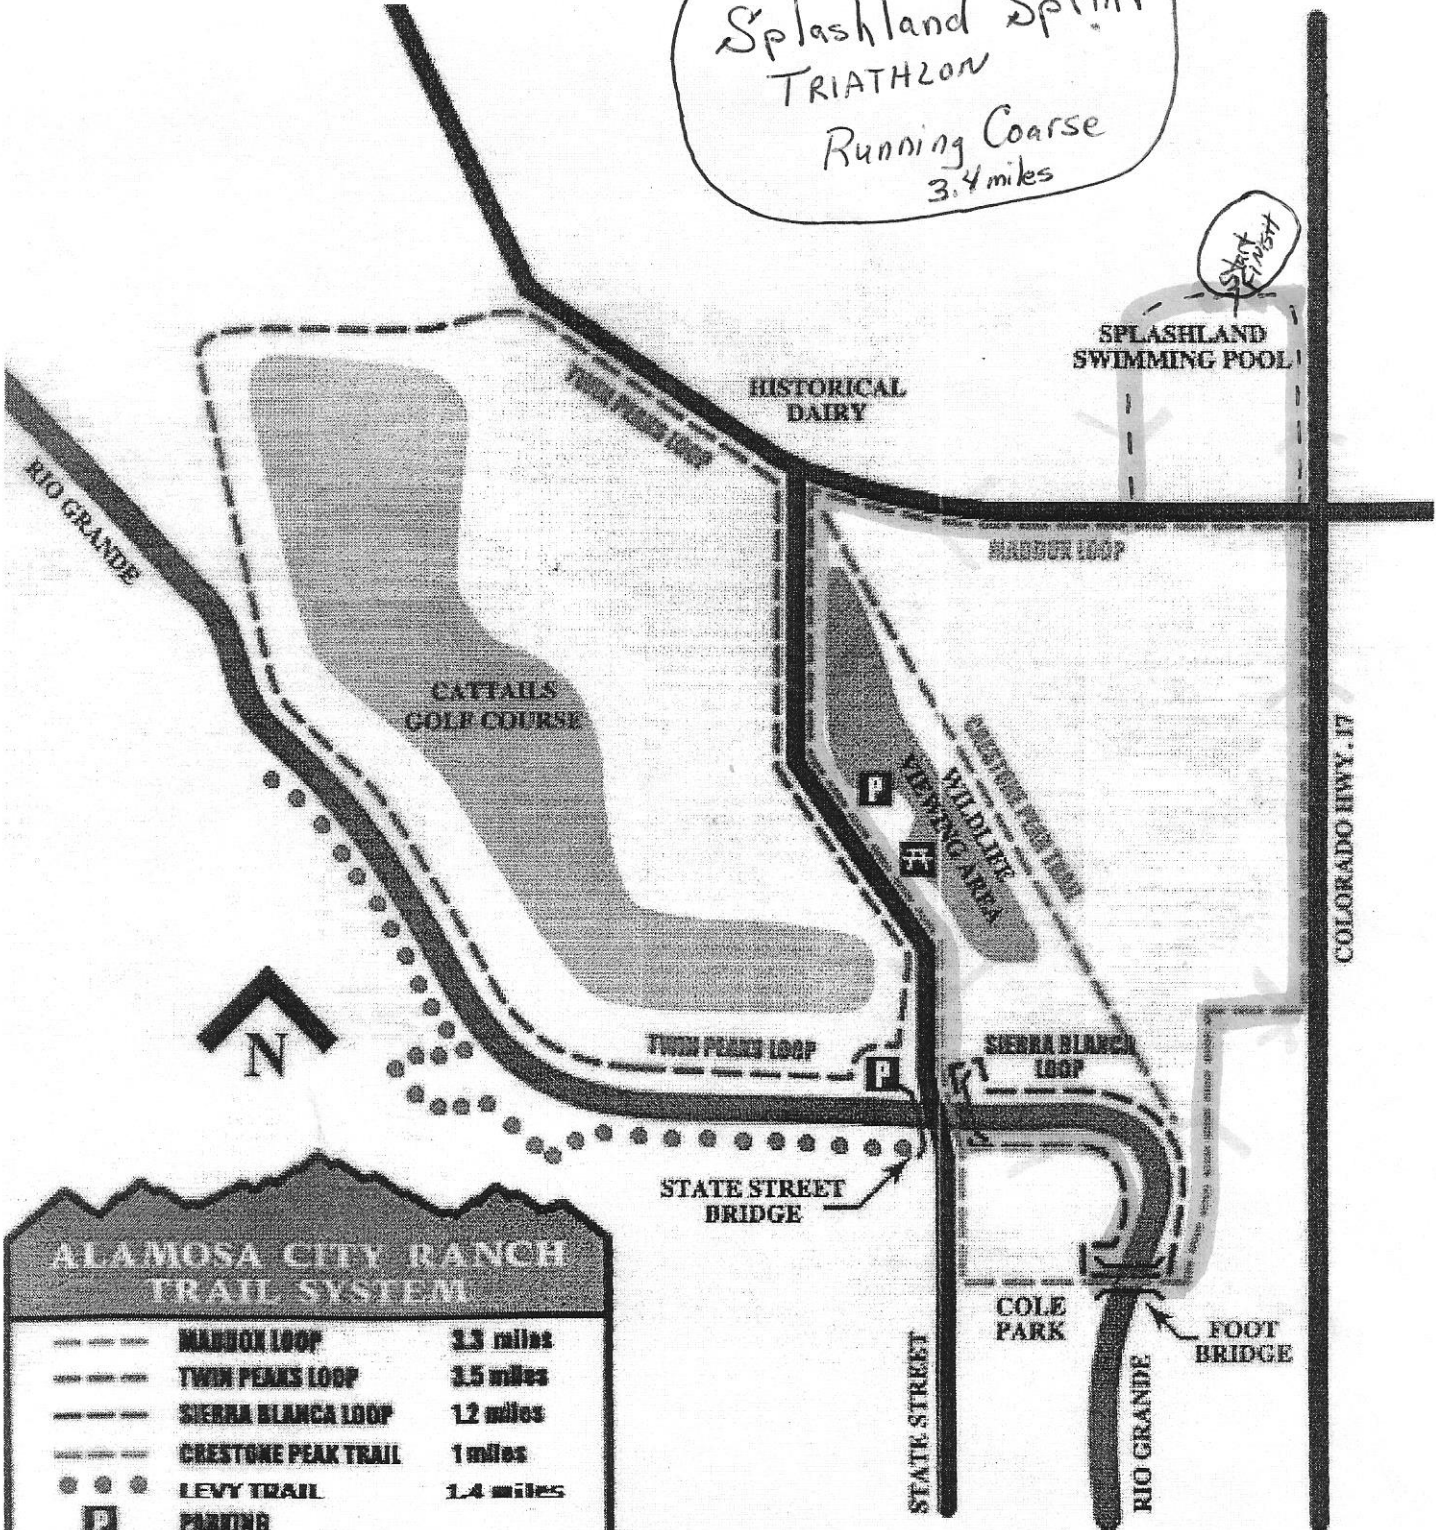 Splashland Sprint
TRIATHLON
Running Coarse
3.4 miles
Start
FINISH
SPLASHLAND
SWIMMING POOL
HISTORICAL
DAIRY
TWIN PEAKS LOOP
RIO GRANDE
MADDOX LOOP
CATTAILS
GOLF COURSE
CRESTONE PEAK TRAIL
P
WILDLIFE
VIEWING AREA
COLORADO HWY. 17
N
TWIN PEAKS LOOP
P
SIERRA BLANCA
LOOP
STATE STREET
BRIDGE
COLE
PARK
FOOT
BRIDGE
STATE STREET
RIO GRANDE
ALAMOSA CITY RANCH
TRAIL SYSTEM
MADDOX LOOP 3.3 miles
TWIN PEAKS LOOP 3.5 miles
SIERRA BLANCA LOOP 1.2 miles
CRESTONE PEAK TRAIL 1 miles
LEVY TRAIL 1.4 miles
P PARKING